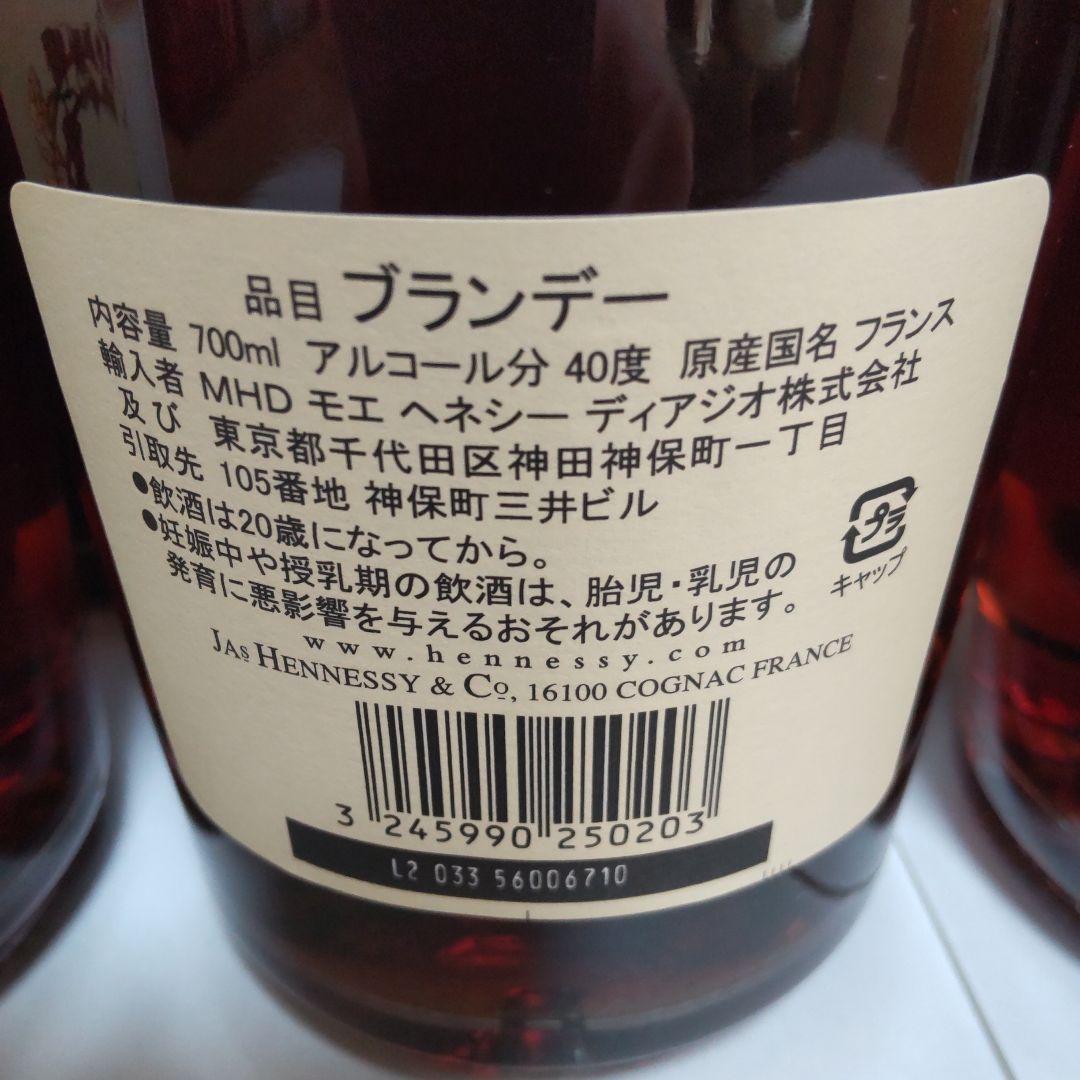 品目 ブランデー
内容量 700ml アルコール分 40度 原産国名 フランス
輸入者 MHD モエ ヘネシー ディアジオ株式会社
及び 東京都千代田区神田神保町一丁目
引取先 105番地 神保町三井ビル
●飲酒は20歳になってから。
●妊娠中や授乳期の飲酒は、胎児・乳児の
発育に悪影響を与えるおそれがあります。
プラ
キャップ
www.hennessy.com
JAs HENNESSY & Co, 16100 COGNAC FRANCE
3 245990 250203
L2 033 56006710